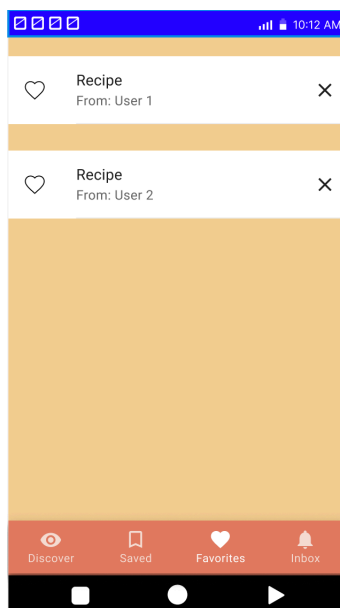 10:12 AM
Recipe
From: User 1
Recipe
From: User 2
Discover Saved Favorites Inbox